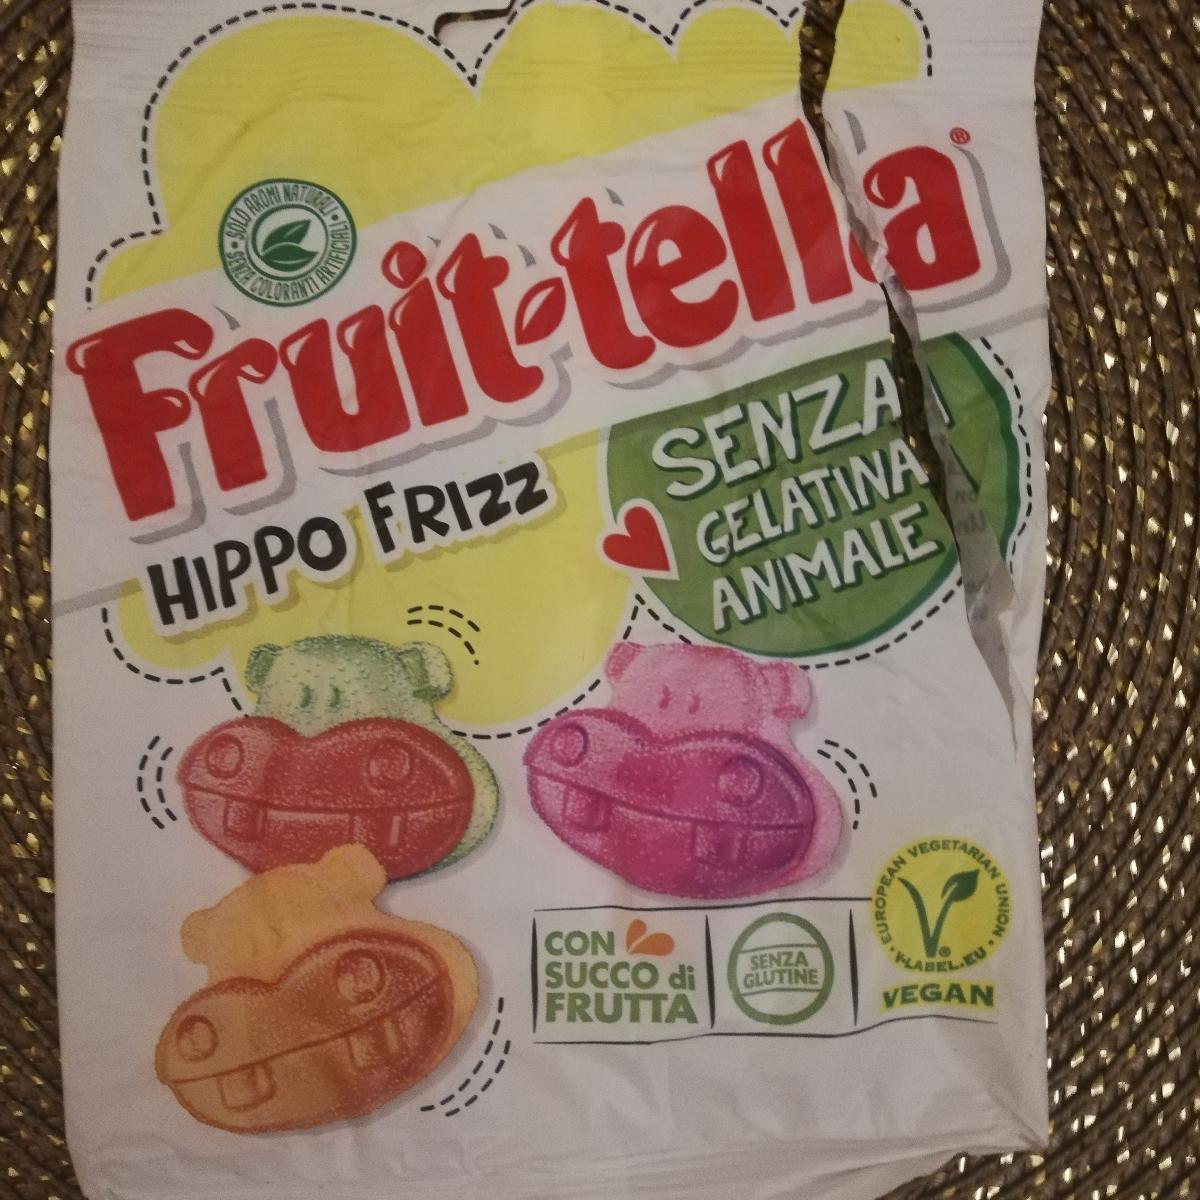 SOLO AROMI NATURALI
SENZA COLORANTI ARTIFICIALI
Fruit-tella®
HIPPO FRIZZ
SENZA
GELATINA
ANIMALE
CON
SUCCO di
FRUTTA
SENZA
GLUTINE
EUROPEAN VEGETARIAN UNION
V-LABEL.EU
VEGAN